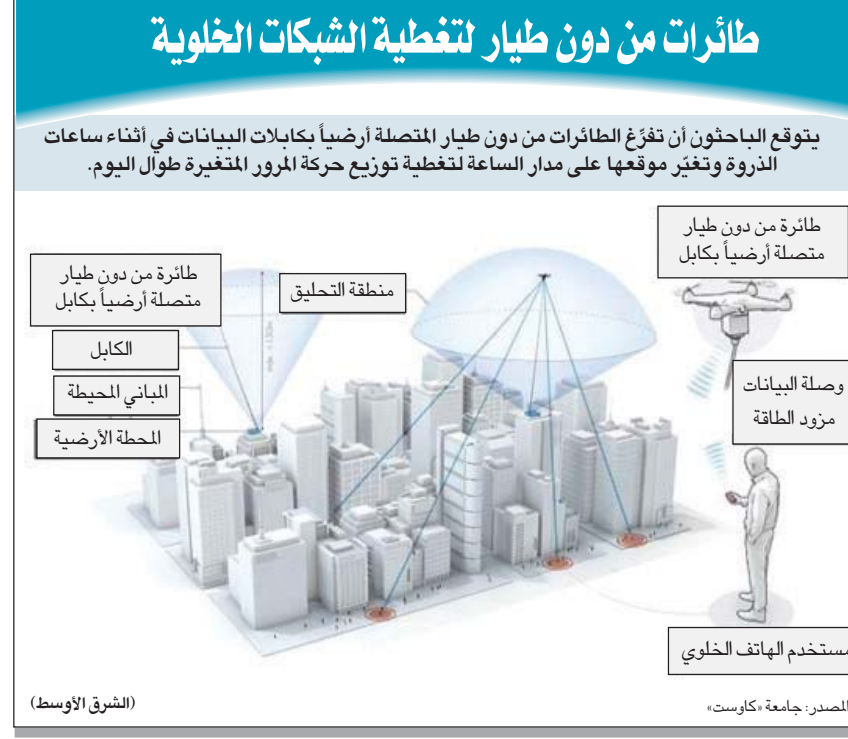 طائرات من دون طيار لتغطية الشبكات الخلوية
يتوقع الباحثون أن تفرَّغ الطائرات من دون طيار المتصلة أرضياً بكابلات البيانات في أثناء ساعات
الذروة وتغيّر موقعها على مدار الساعة لتغطية توزيع حركة المرور المتغيرة طوال اليوم.
طائرة من دون طيار
متصلة أرضياً بكابل
منطقة التحليق
طائرة من دون طيار
متصلة أرضياً بكابل
الكابل
المباني المحيطة
المحطة الأرضية
وصلة البيانات
مزود الطاقة
مستخدم الهاتف الخلوي
المصدر: جامعة «كاوست»
(الشرق الأوسط)